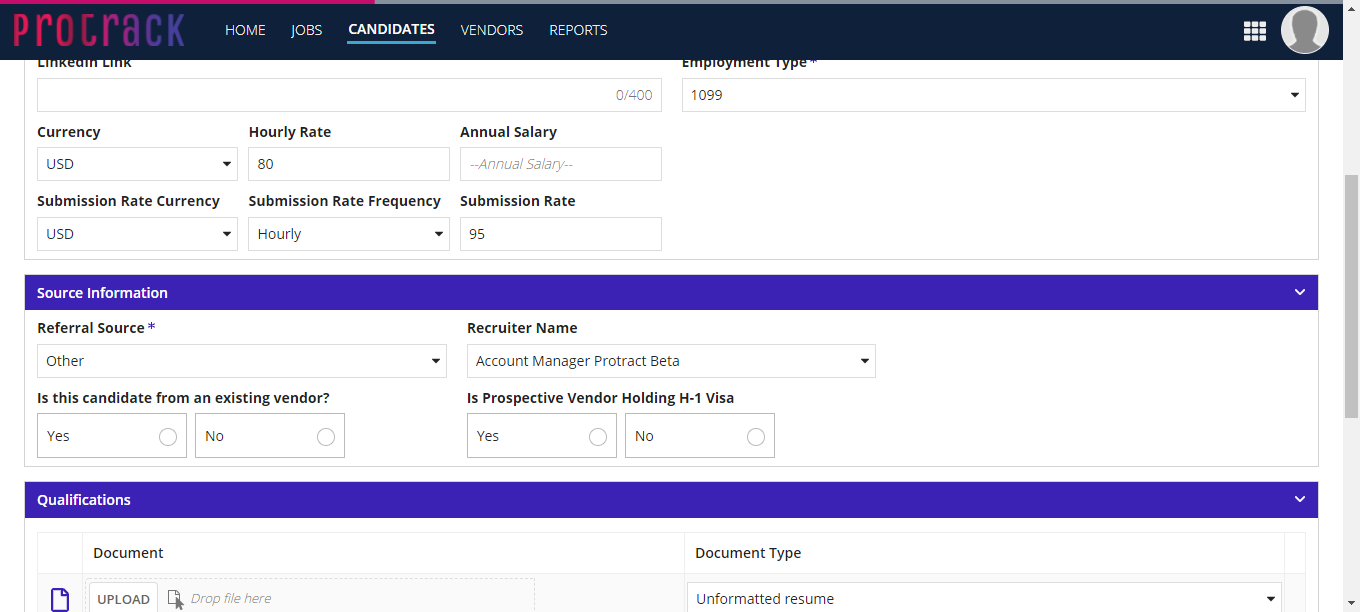 protrack HOME JOBS CANDIDATES VENDORS REPORTS
LinkedIn Link Employment Type *
0/400 1099
Currency Hourly Rate Annual Salary
USD 80 --Annual Salary--
Submission Rate Currency Submission Rate Frequency Submission Rate
USD Hourly 95
Source Information
Referral Source * Recruiter Name
Other Account Manager Protract Beta
Is this candidate from an existing vendor? Is Prospective Vendor Holding H-1 Visa
Yes No Yes No
Qualifications
Document Document Type
UPLOAD Drop file here Unformatted resume